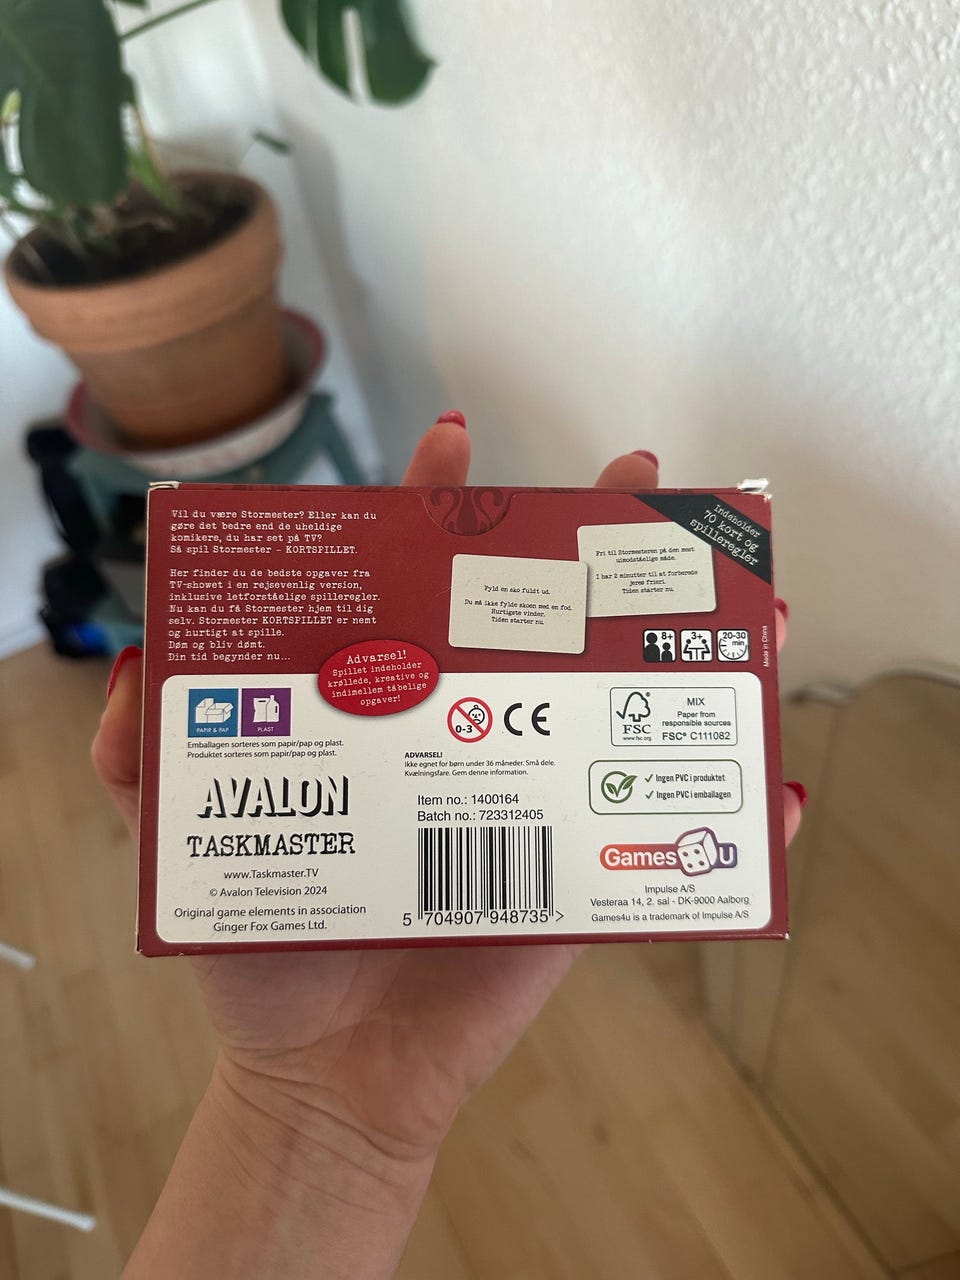 Vil du være Stormester? Eller kan du
gøre det bedre end de uheldige
komikere, du har set på TV?
Så spil Stormester - KORTSPILLET.
Her finder du de bedste opgaver fra
TV-showet i en rejsevenlig version,
inklusive letforståelige spilleregler.
Nu kan du få Stormester hjem til dig
selv. Stormester KORTSPILLET er nemt
og hurtigt at spille.
Døm og bliv dømt.
Din tid begynder nu...
Advarsel!
Spillet indeholder
krøllede, kreative og
indimellem tåbelige
opgaver!
Fyld en sko fuldt ud.
Du må ikke fylde skoen med en fod.
Hurtigste vinder.
Tiden starter nu.
Fri til Stormesteren på den mest
uimodståelige måde.
I har 2 minutter til at forberede
jeres frieri.
Tiden starter nu.
Indeholder
70 kort og
spilleregler
8+
3+
20-30
min
Made in China
PAPIR & PAP
PLAST
Emballagen sorteres som papir/pap og plast.
Produktet sorteres som papir/pap og plast.
AVALON
TASKMASTER
www.Taskmaster.TV
© Avalon Television 2024
Original game elements in association
Ginger Fox Games Ltd.
0-3
CE
ADVARSEL!
Ikke egnet for børn under 36 måneder. Små dele.
Kvælningsfare. Gem denne information.
Item no.: 1400164
Batch no.: 723312405
5 704907 948735 >
FSC
www.fsc.org
MIX
Paper from
responsible sources
FSC® C111082
✓ Ingen PVC i produktet
✓ Ingen PVC i emballagen
Games U
Impulse A/S
Vesteraa 14, 2. sal - DK-9000 Aalborg
Games4u is a trademark of Impulse A/S